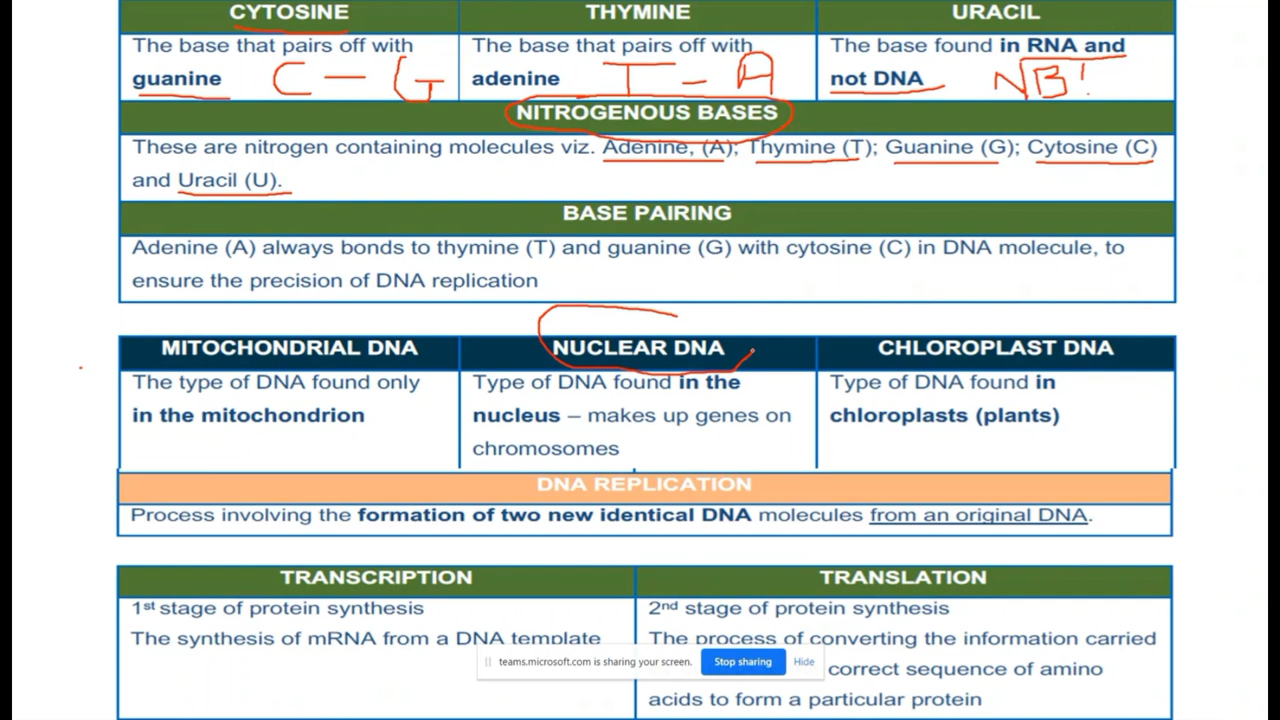 CYTOSINE THYMINE URACIL
The base that pairs off with
guanine C – G
The base that pairs off with
adenine T – A
The base found in RNA and
not DNA NB!
NITROGENOUS BASES
These are nitrogen containing molecules viz. Adenine, (A); Thymine (T); Guanine (G); Cytosine (C)
and Uracil (U).
BASE PAIRING
Adenine (A) always bonds to thymine (T) and guanine (G) with cytosine (C) in DNA molecule, to
ensure the precision of DNA replication
MITOCHONDRIAL DNA NUCLEAR DNA CHLOROPLAST DNA
The type of DNA found only
in the mitochondrion
Type of DNA found in the
nucleus – makes up genes on
chromosomes
Type of DNA found in
chloroplasts (plants)
DNA REPLICATION
Process involving the formation of two new identical DNA molecules from an original DNA.
TRANSCRIPTION TRANSLATION
1st stage of protein synthesis
The synthesis of mRNA from a DNA template
2nd stage of protein synthesis
The process of converting the information carried
correct sequence of amino
acids to form a particular protein
teams.microsoft.com is sharing your screen. Stop sharing Hide